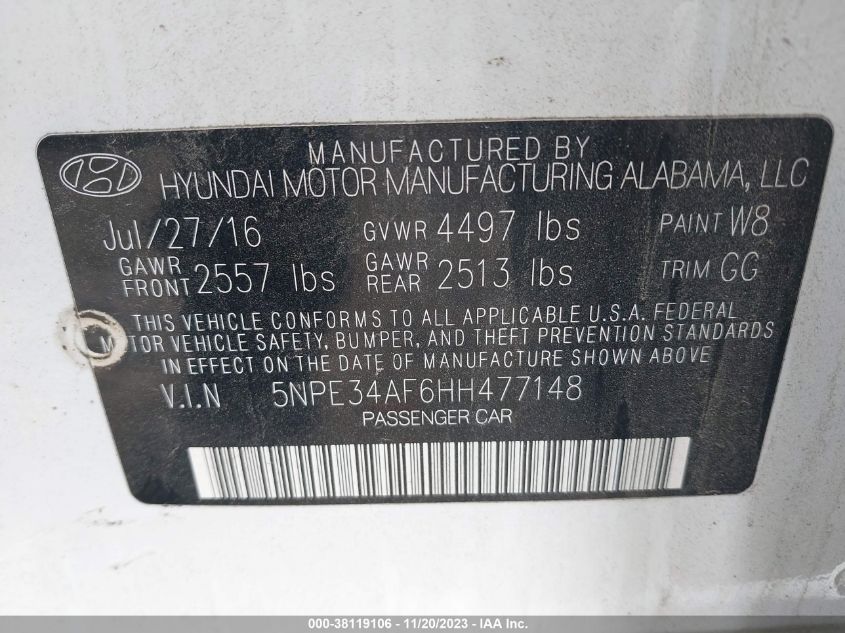 MANUFACTURED BY
HYUNDAI MOTOR MANUFACTURING ALABAMA, LLC
Jul/27/16 GVWR 4497 lbs PAINT W8
GAWR FRONT 2557 lbs GAWR REAR 2513 lbs TRIM GG
THIS VEHICLE CONFORMS TO ALL APPLICABLE U.S.A. FEDERAL
MOTOR VEHICLE SAFETY, BUMPER, AND THEFT PREVENTION STANDARDS
IN EFFECT ON THE DATE OF MANUFACTURE SHOWN ABOVE.
V.I.N 5NPE34AF6HH477148
PASSENGER CAR
000-38119106 - 11/20/2023 - IAA Inc.